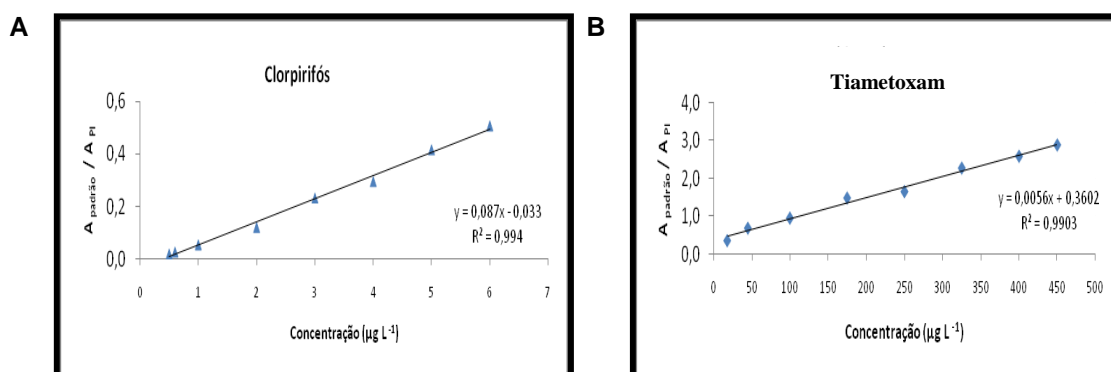 A
Clorpirifós
0,6
0,4
0,2
0,0
A padrão / A PI
y = 0,087x - 0,033
R² = 0,994
0 1 2 3 4 5 6 7
Concentração (µg L⁻¹)
B
Tiametoxam
4,0
3,0
2,0
1,0
0,0
A padrão / A PI
y = 0,0056x + 0,3602
R² = 0,9903
0 50 100 150 200 250 300 350 400 450 500
Concentração (µg L⁻¹)